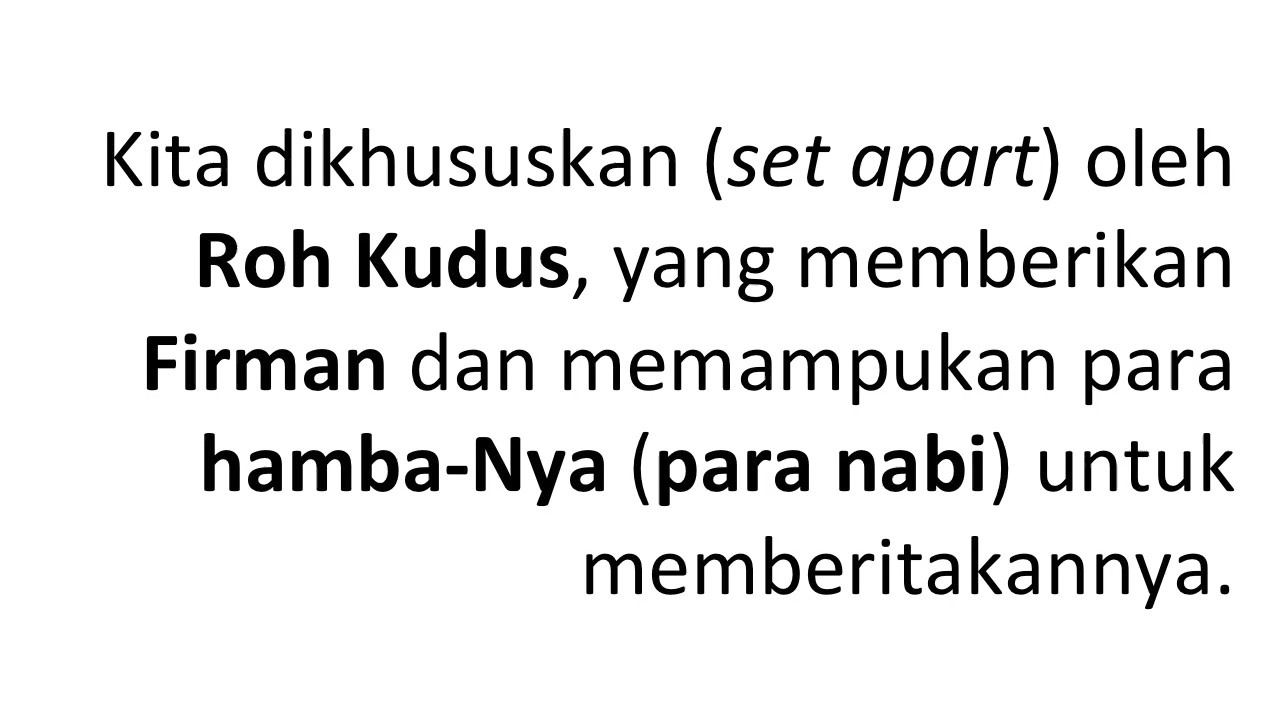 Kita dikhususkan (set apart) oleh
Roh Kudus, yang memberikan
Firman dan memampukan para
hamba-Nya (para nabi) untuk
memberitakannya.